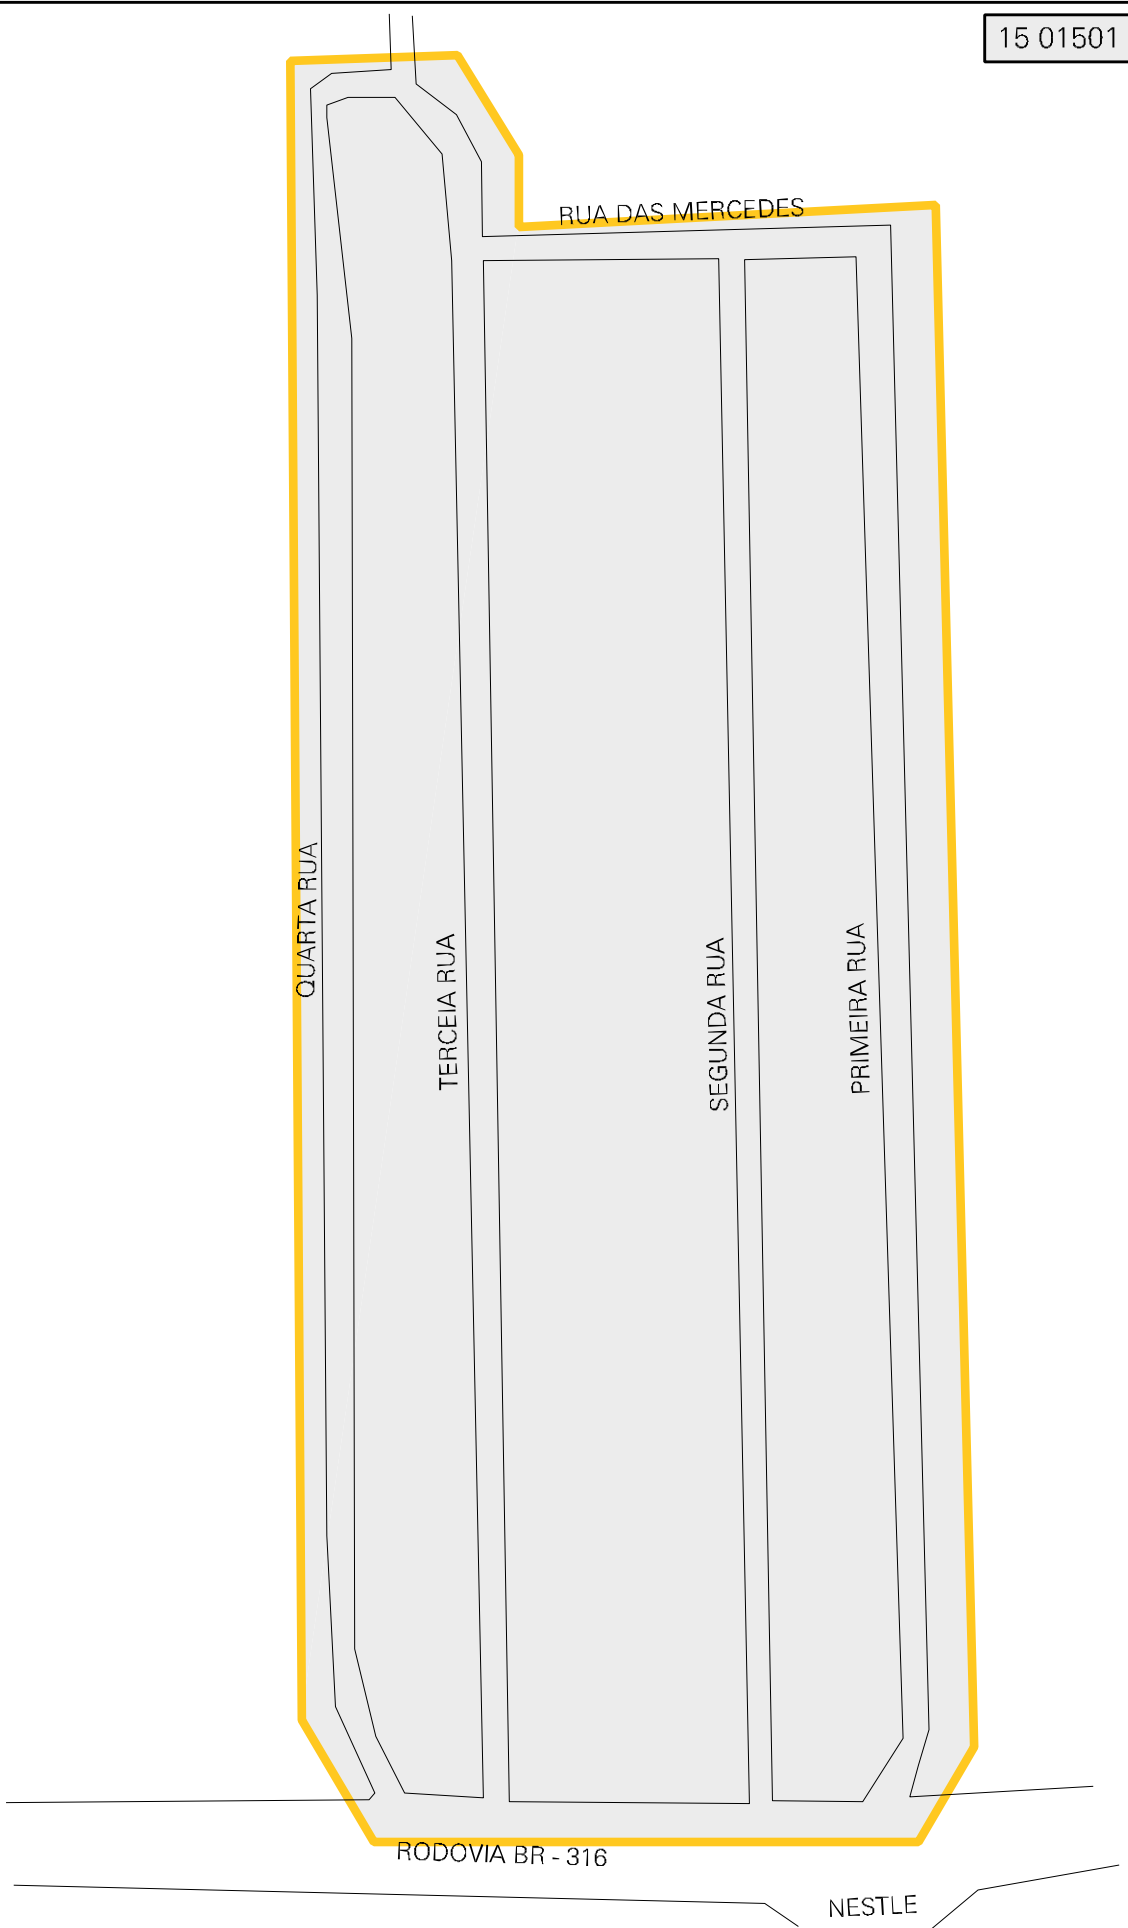 15 01501
RUA DAS MERCEDES
QUARTA RUA
TERCEIA RUA
SEGUNDA RUA
PRIMEIRA RUA
RODOVIA BR - 316
NESTLE